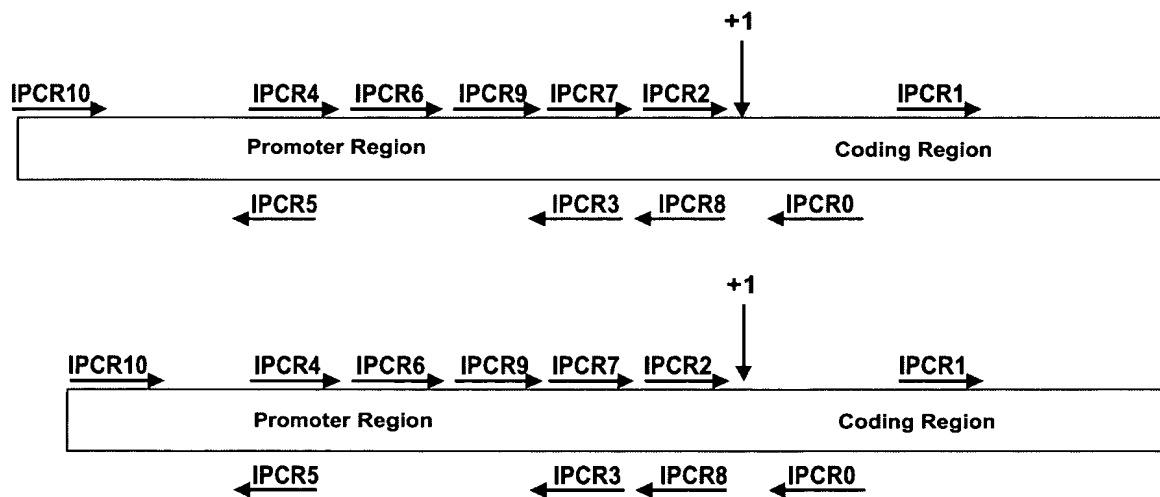 +1
IPCR10 IPCR4 IPCR6 IPCR9 IPCR7 IPCR2 IPCR1
Promoter Region Coding Region
IPCR5 IPCR3 IPCR8 IPCR0
+1
IPCR10 IPCR4 IPCR6 IPCR9 IPCR7 IPCR2 IPCR1
Promoter Region Coding Region
IPCR5 IPCR3 IPCR8 IPCR0